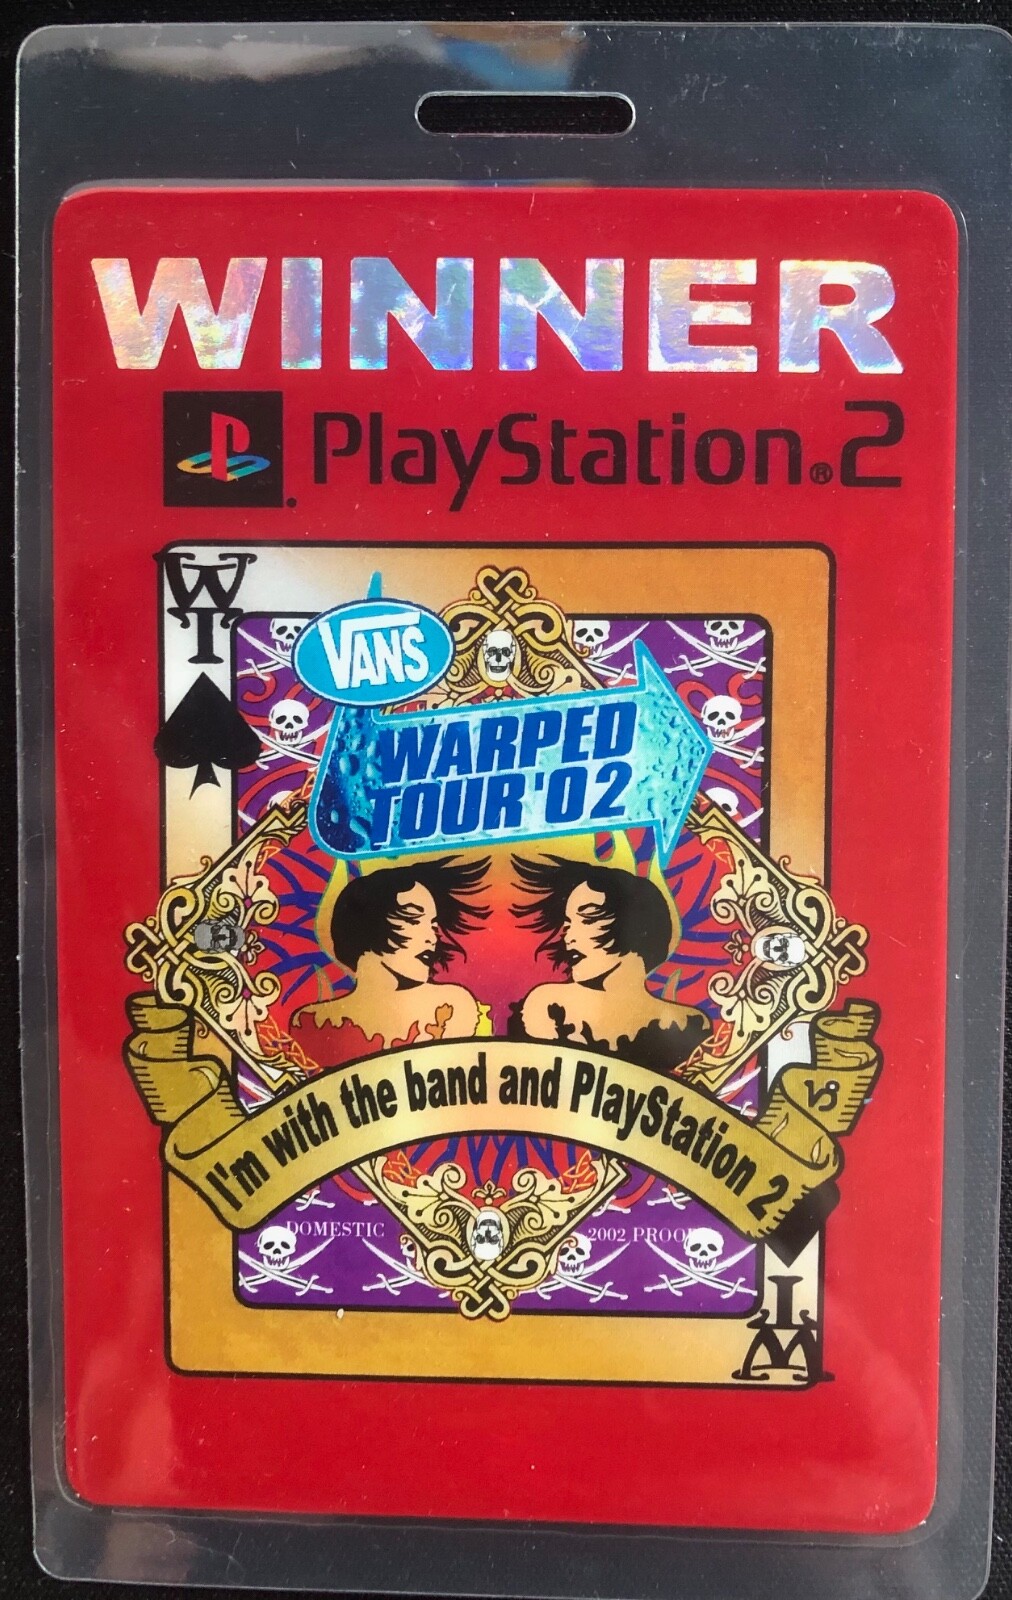 WINNER
PlayStation®2
WT
VANS
WARPED
TOUR '02
I'm with the band and PlayStation 2
DOMESTIC
2002 PROOF
WT